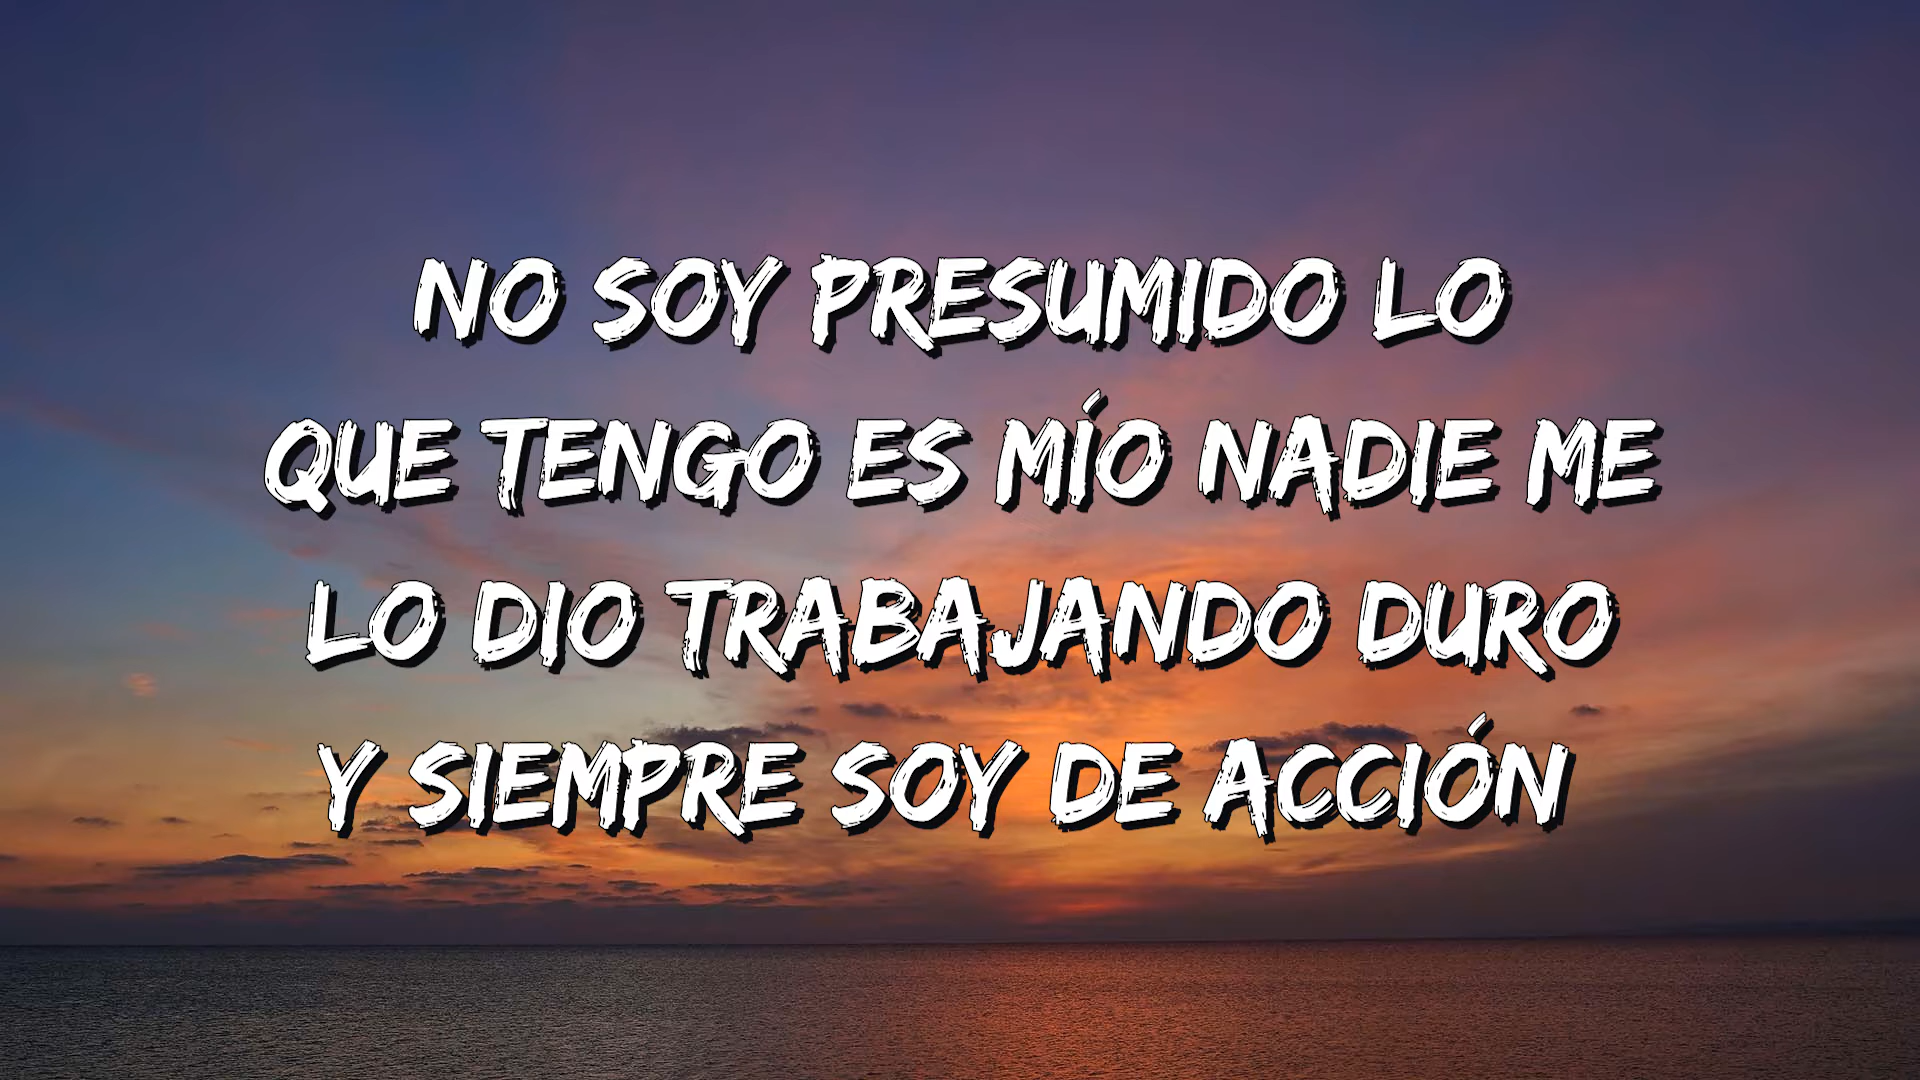 NO SOY PRESUMIDO LO
QUE TENGO ES MÍO NADIE ME
LO DIO TRABAJANDO DURO
Y SIEMPRE SOY DE ACCIÓN